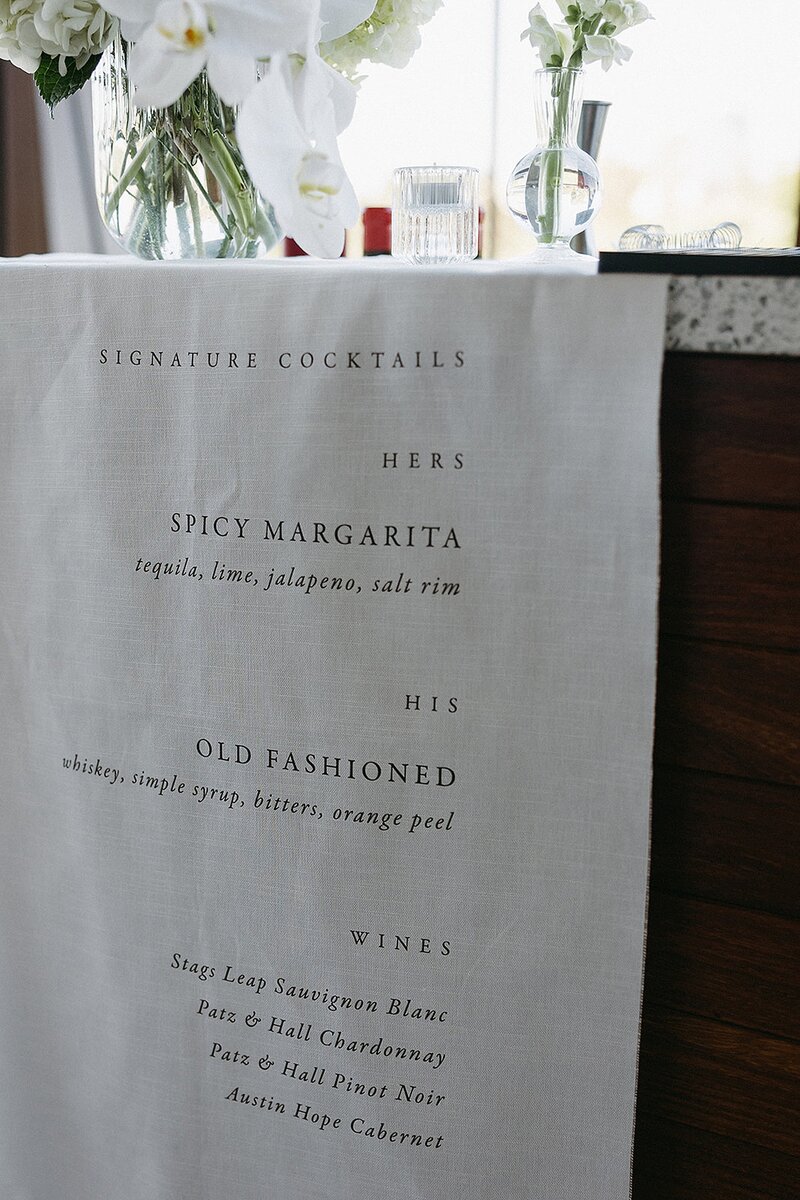 SIGNATURE COCKTAILS
HERS
SPICY MARGARITA
tequila, lime, jalapeno, salt rim
HIS
OLD FASHIONED
whiskey, simple syrup, bitters, orange peel
WINES
Stags Leap Sauvignon Blanc
Patz & Hall Chardonnay
Patz & Hall Pinot Noir
Austin Hope Cabernet